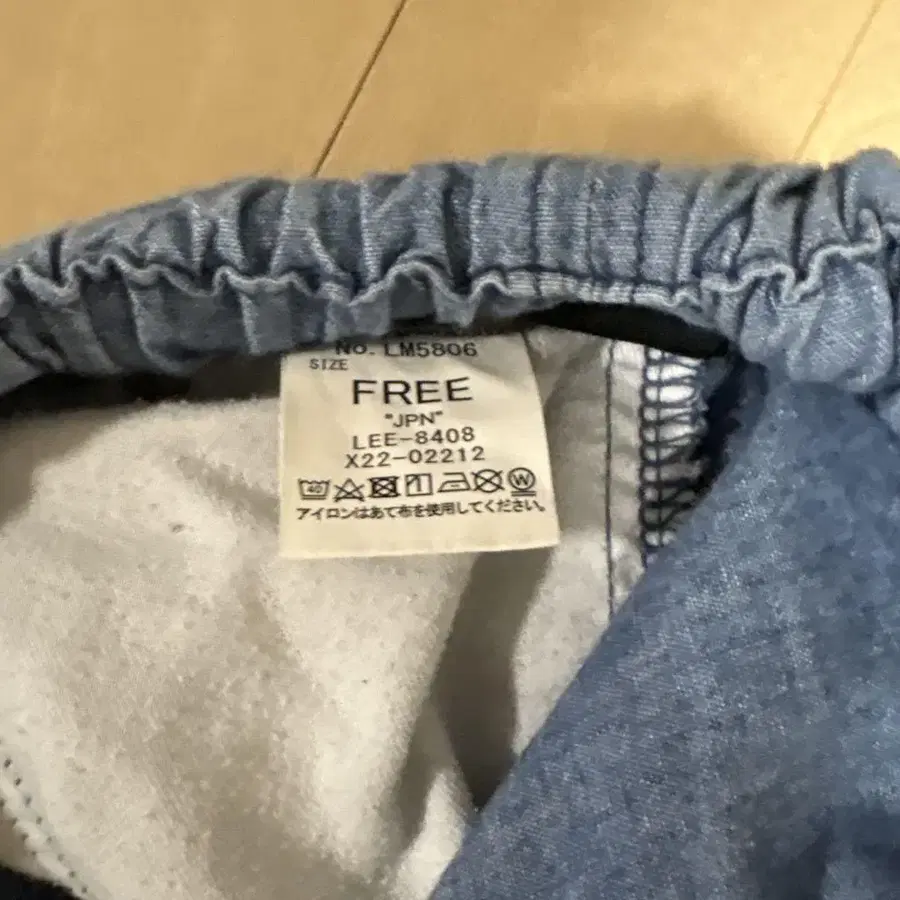 No. LM5806
SIZE
FREE
"JPN"
LEE-8408
X22-02212
40 W
アイロンはあて布を使用してください。